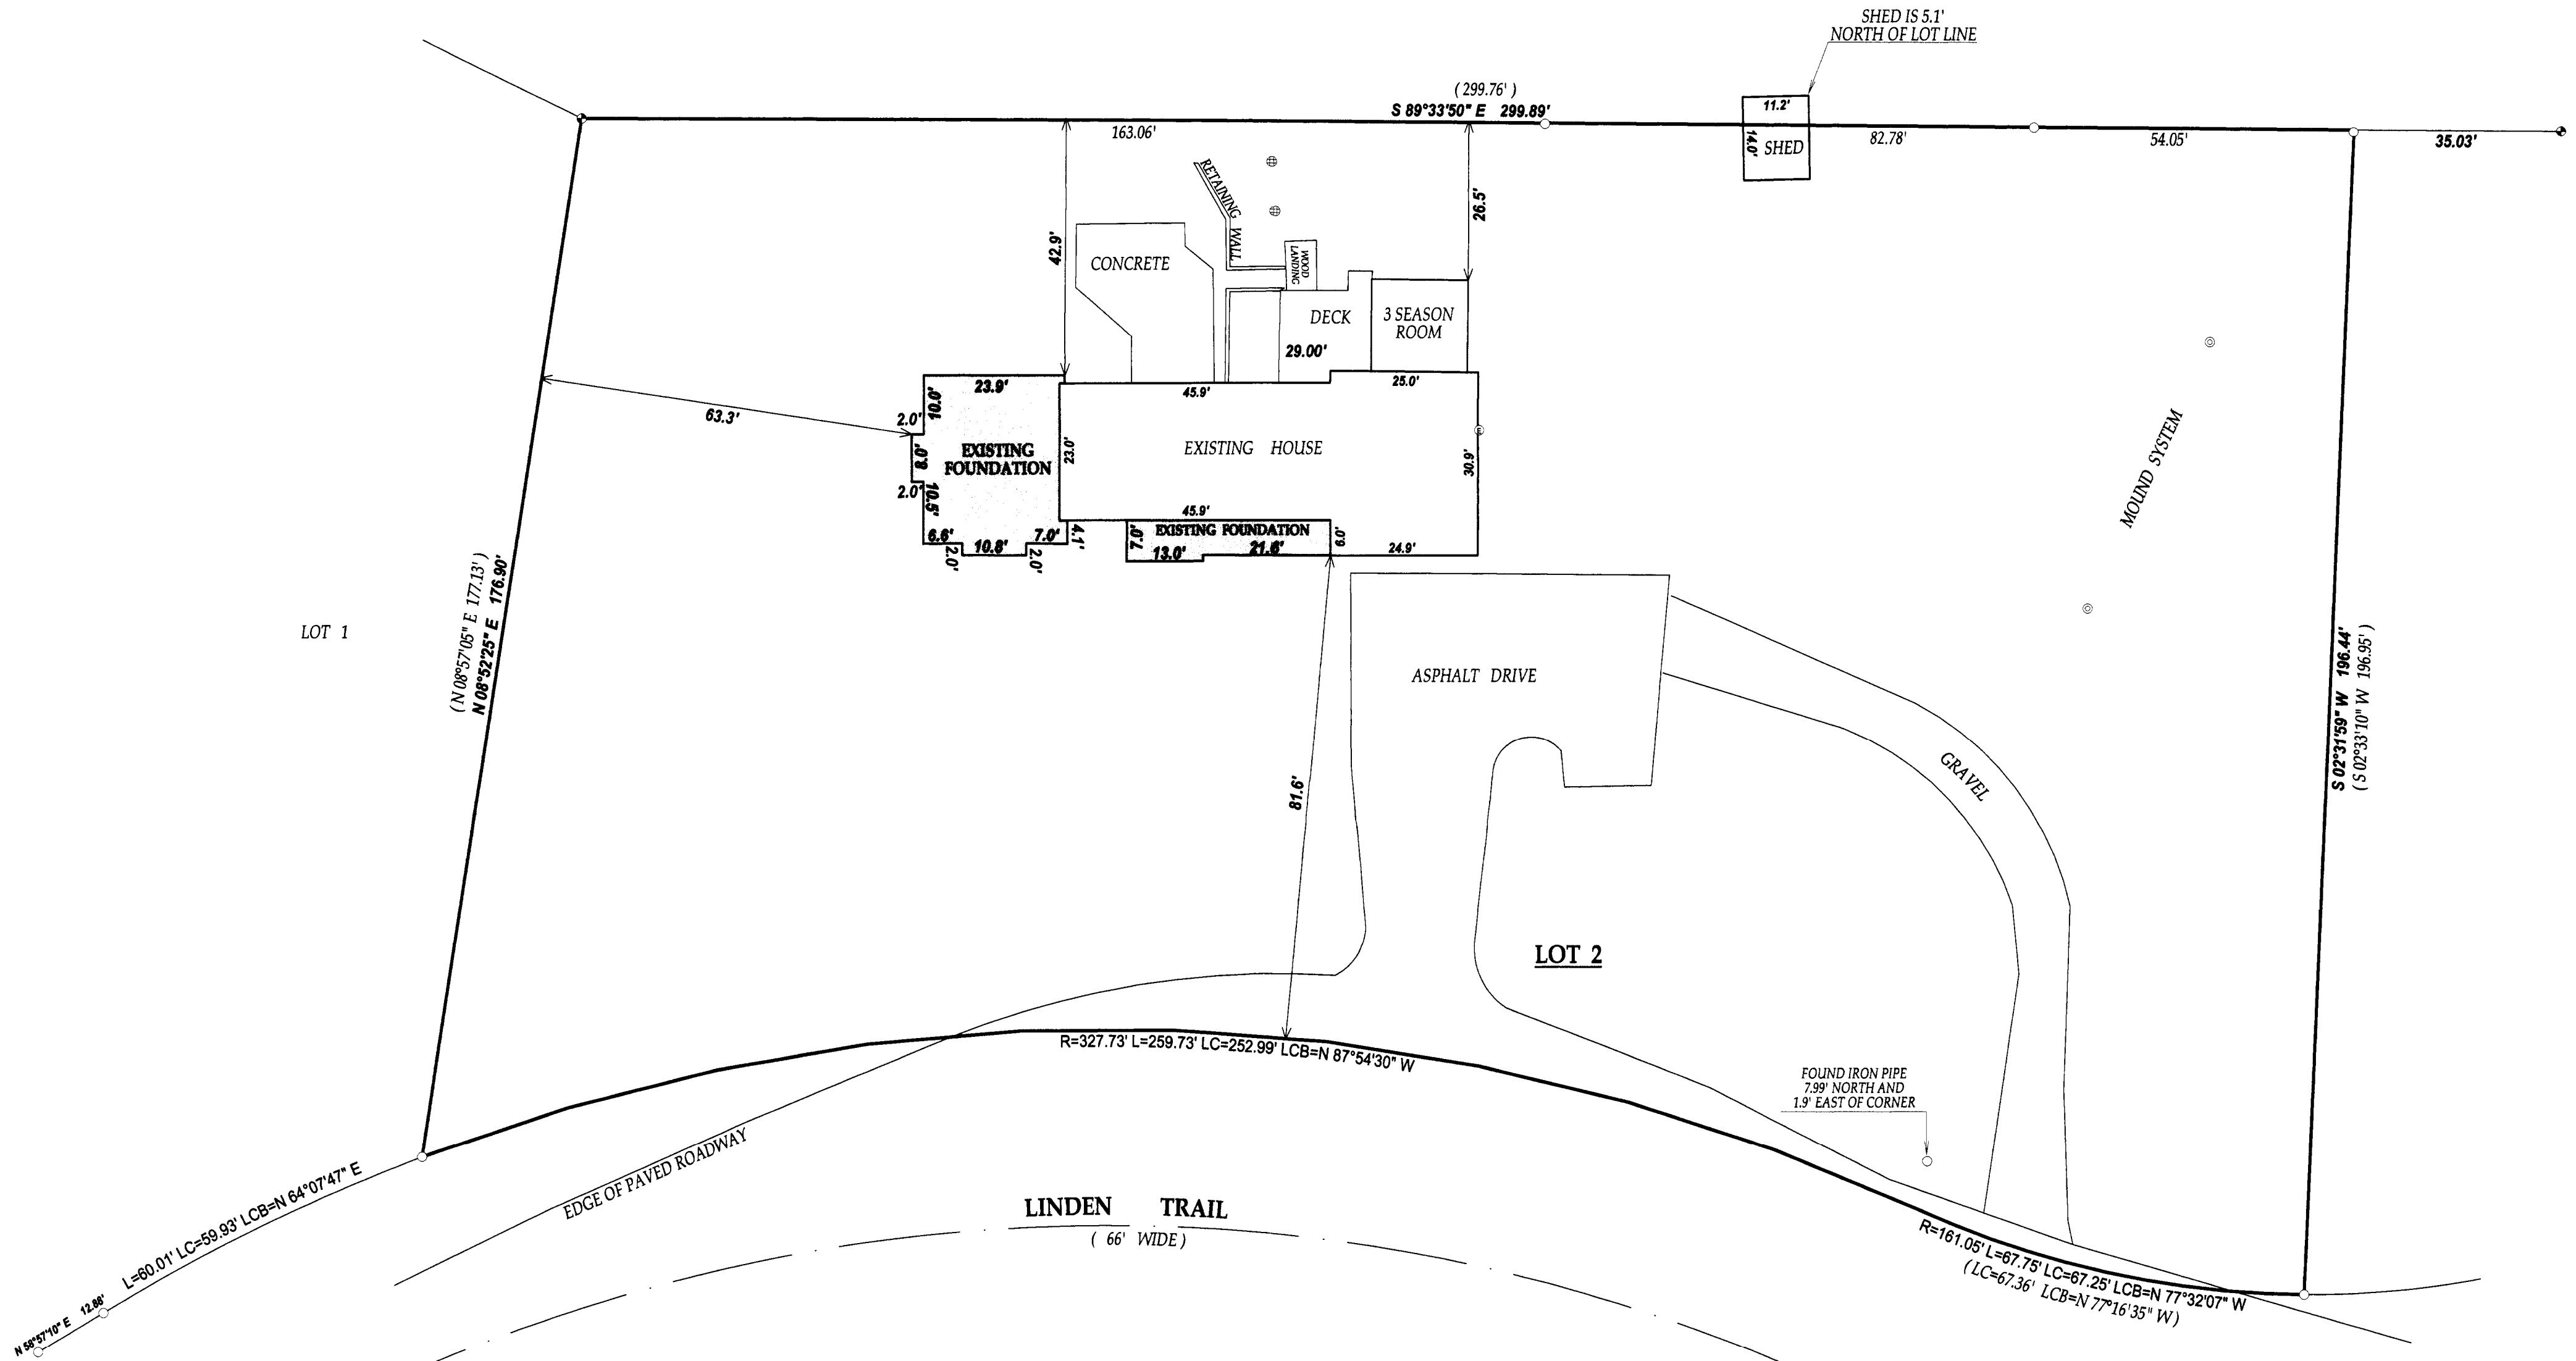 SHED IS 5.1'
NORTH OF LOT LINE
( 299.76' )
S 89°33'50" E 299.89'
163.06'
11.2'
14.0'
SHED
82.78'
54.05'
35.03'
RETAINING WALL
42.9'
26.5'
CONCRETE
WOOD
LANDING
DECK
3 SEASON
ROOM
29.00'
23.9'
45.9'
25.0'
10.0'
2.0'
63.3'
8.0'
EXISTING
FOUNDATION
23.0'
EXISTING HOUSE
E
30.9'
MOUND SYSTEM
2.0'
10.5'
45.9'
6.6'
10.8'
7.0'
4.1'
2.0'
2.0'
7.0'
EXISTING FOUNDATION
13.0'
21.6'
6.0'
24.9'
LOT 1
( N 08°57'05" E 177.13' )
N 08°52'25" E 176.90'
ASPHALT DRIVE
S 02°31'59" W 196.44'
( S 02°33'10" W 196.95' )
GRAVEL
81.6'
LOT 2
R=327.73' L=259.73' LC=252.99' LCB=N 87°54'30" W
FOUND IRON PIPE
7.99' NORTH AND
1.9' EAST OF CORNER
EDGE OF PAVED ROADWAY
L=60.01' LC=59.93' LCB=N 64°07'47" E
LINDEN TRAIL
( 66' WIDE )
R=161.05' L=67.75' LC=67.25' LCB=N 77°32'07" W
( LC=67.36' LCB=N 77°16'35" W )
N 58°57'10" E 12.88'